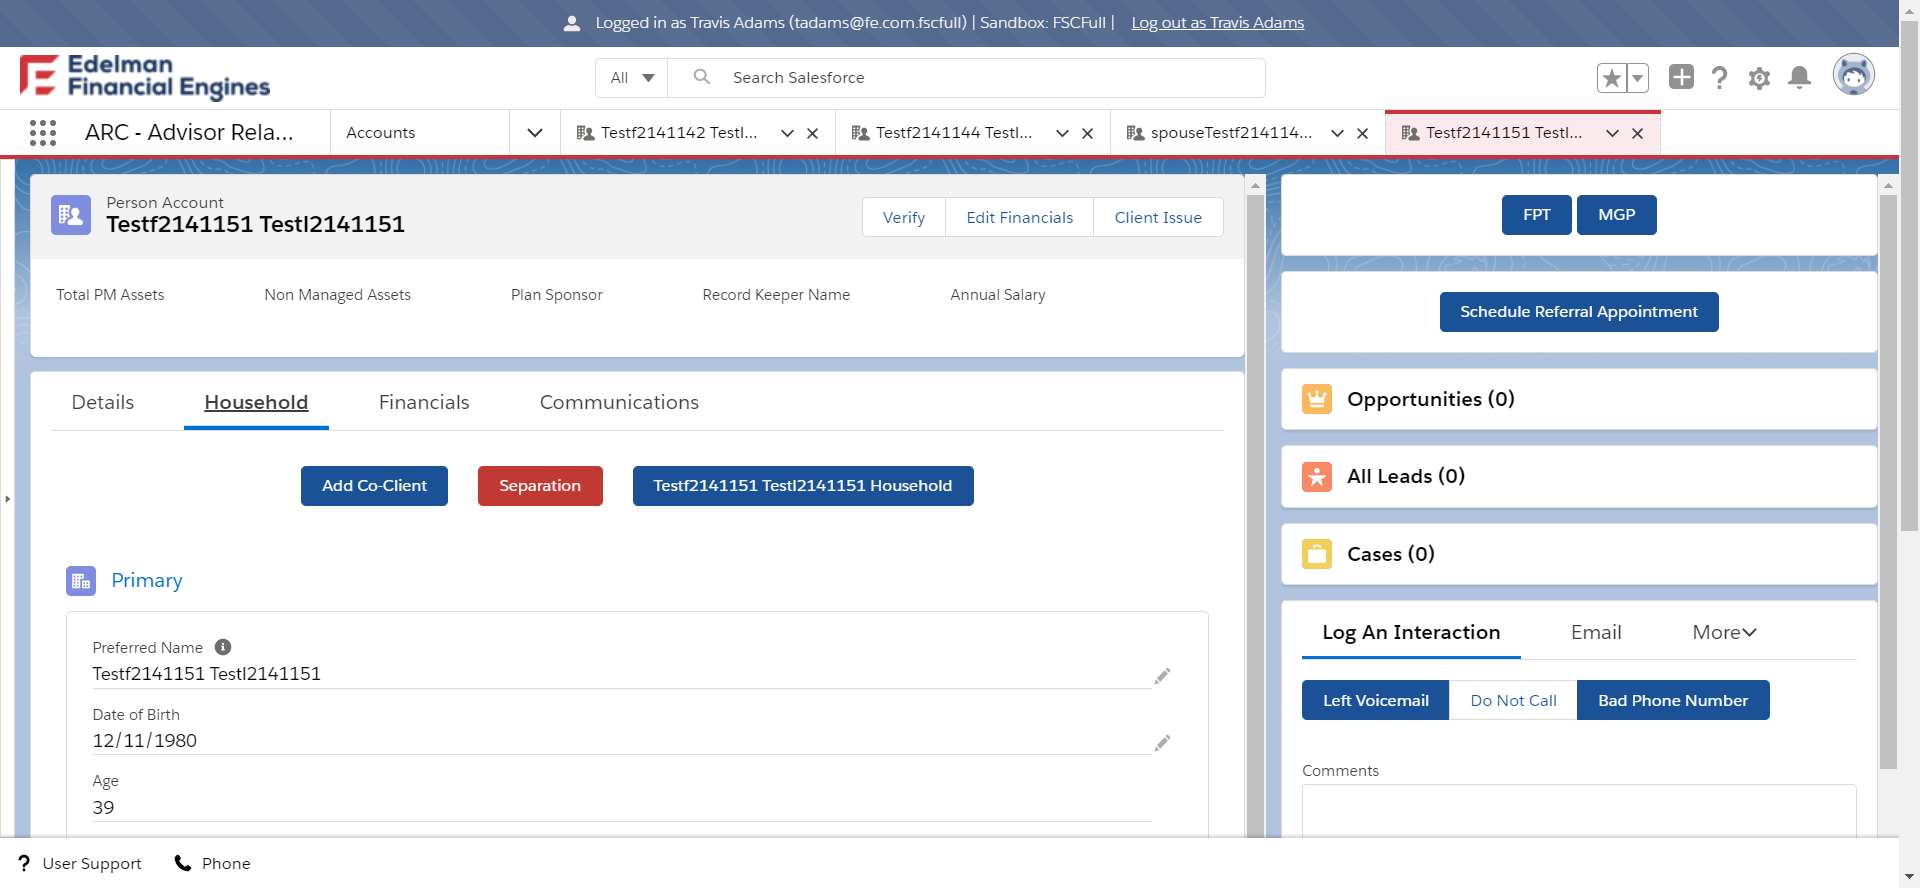 Logged in as Travis Adams (tadams@fe.com.fscfull) | Sandbox: FSCFull | Log out as Travis Adams
Edelman
Financial Engines
All
Search Salesforce
ARC - Advisor Rela...
Accounts
Testf2141142 Testl...
Testf2141144 Testl...
spouseTestf214114...
Testf2141151 Testl...
Person Account
Testf2141151 Testl2141151
Verify
Edit Financials
Client Issue
Total PM Assets
Non Managed Assets
Plan Sponsor
Record Keeper Name
Annual Salary
Details
Household
Financials
Communications
Add Co-Client
Separation
Testf2141151 Testl2141151 Household
Primary
Preferred Name
Testf2141151 Testl2141151
Date of Birth
12/11/1980
Age
39
FPT
MGP
Schedule Referral Appointment
Opportunities (0)
All Leads (0)
Cases (0)
Log An Interaction
Email
More
Left Voicemail
Do Not Call
Bad Phone Number
Comments
? User Support
Phone